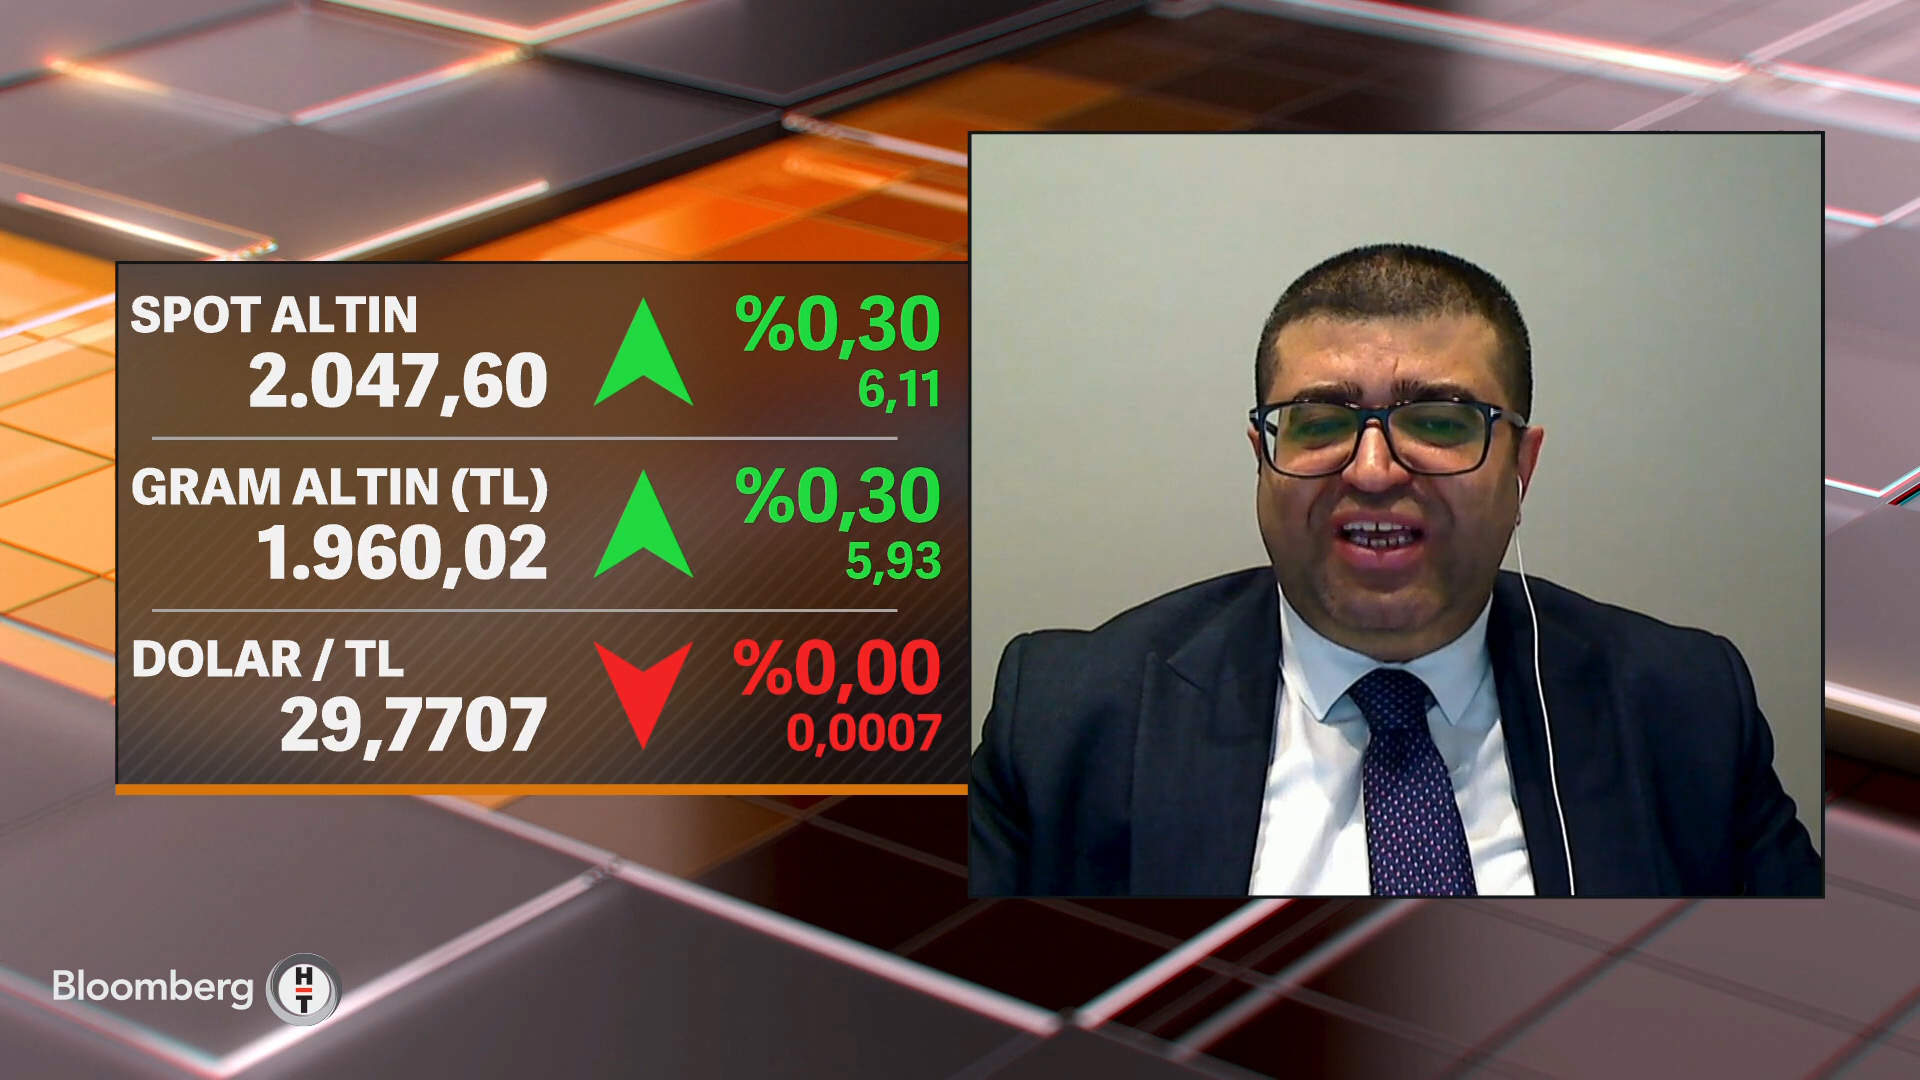 SPOT ALTIN
2.047,60
%0,30
6,11
GRAM ALTIN (TL)
1.960,02
%0,30
5,93
DOLAR / TL
29,7707
%0,00
0,0007
Bloomberg
HT